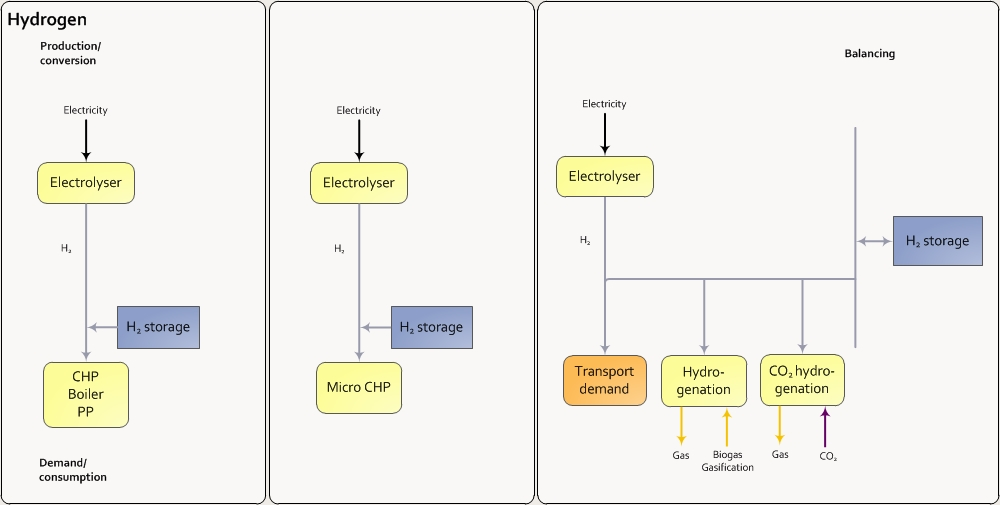 Hydrogen
Production/
conversion
Electricity
Electrolyser
H₂
H₂ storage
CHP
Boiler
PP
Demand/
consumption
Electricity
Electrolyser
H₂
H₂ storage
Micro CHP
Balancing
Electricity
Electrolyser
H₂
H₂ storage
Transport
demand
Hydro-
genation
CO₂ hydro-
genation
Gas
Biogas
Gasification
Gas
CO₂